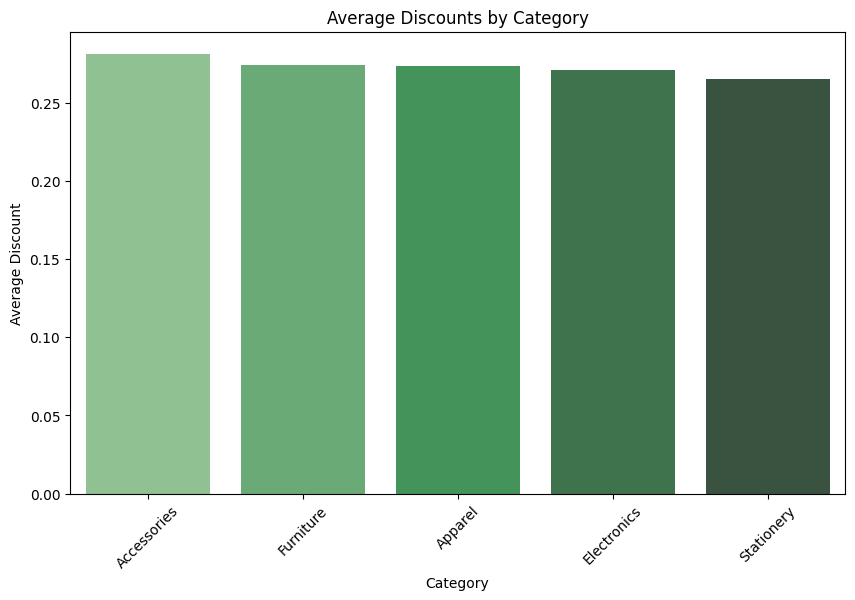 Average Discounts by Category
Average Discount
0.25
0.20
0.15
0.10
0.05
0.00
Accessories
Furniture
Apparel
Electronics
Stationery
Category